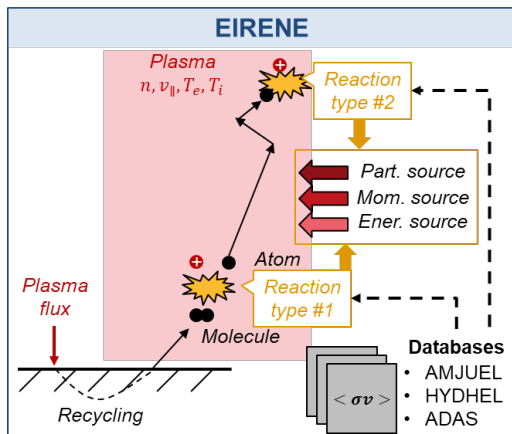 EIRENE
Plasma
n, v∥, Te, Ti
+
Reaction
type #2
Part. source
Mom. source
Ener. source
+
Atom
Reaction
type #1
Plasma
flux
Molecule
Recycling
< σv >
Databases
• AMJUEL
• HYDHEL
• ADAS